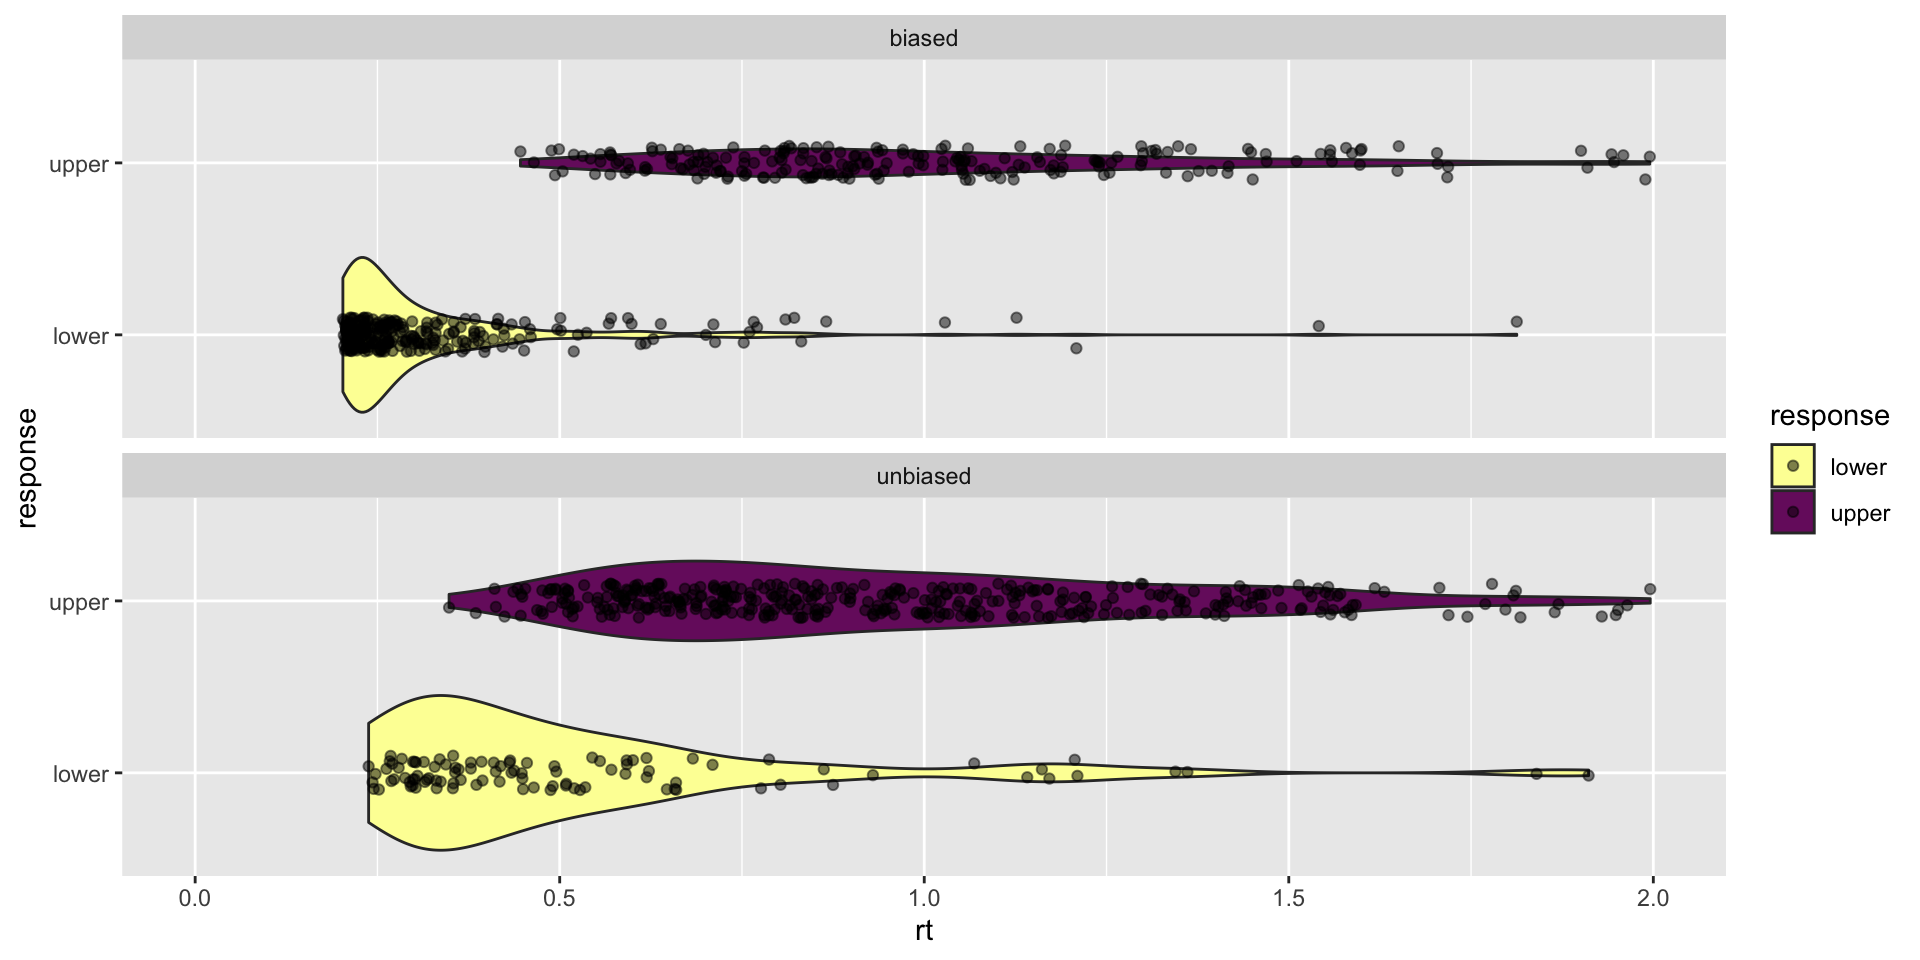 biased
upper
lower
unbiased
upper
lower
0.0 0.5 1.0 1.5 2.0
rt
response
response
lower
upper